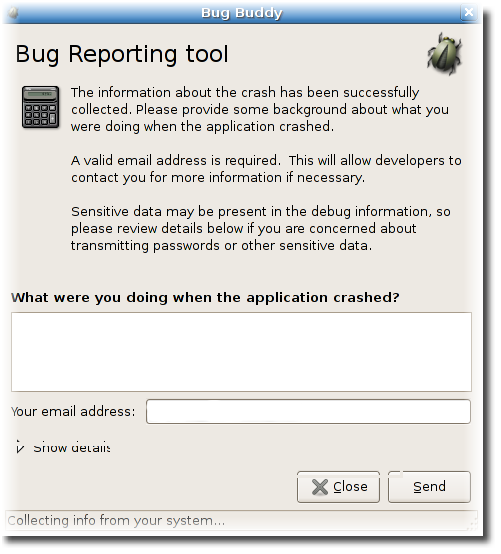 Bug Buddy
Bug Reporting tool
The information about the crash has been successfully
collected. Please provide some background about what you
were doing when the application crashed.
A valid email address is required.  This will allow developers to
contact you for more information if necessary.
Sensitive data may be present in the debug information, so
please review details below if you are concerned about
transmitting passwords or other sensitive data.
What were you doing when the application crashed?
Your email address:
Show details
Close
Send
Collecting info from your system...